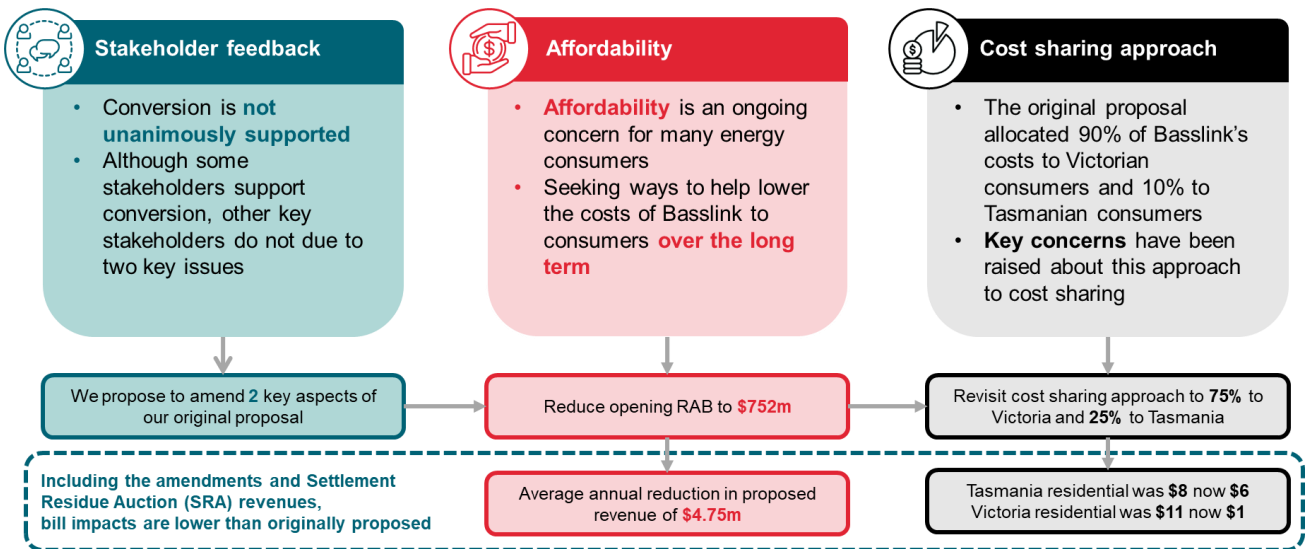 Stakeholder feedback
• Conversion is not
unanimously supported
• Although some
stakeholders support
conversion, other key
stakeholders do not due to
two key issues
We propose to amend 2 key aspects of
our original proposal
Affordability
• Affordability is an ongoing
concern for many energy
consumers
• Seeking ways to help lower
the costs of Basslink to
consumers over the long
term
Reduce opening RAB to $752m
Cost sharing approach
• The original proposal
allocated 90% of Basslink's
costs to Victorian
consumers and 10% to
Tasmanian consumers
• Key concerns have been
raised about this approach
to cost sharing
Revisit cost sharing approach to 75% to
Victoria and 25% to Tasmania
Including the amendments and Settlement
Residue Auction (SRA) revenues,
bill impacts are lower than originally proposed
Average annual reduction in proposed
revenue of $4.75m
Tasmania residential was $8 now $6
Victoria residential was $11 now $1